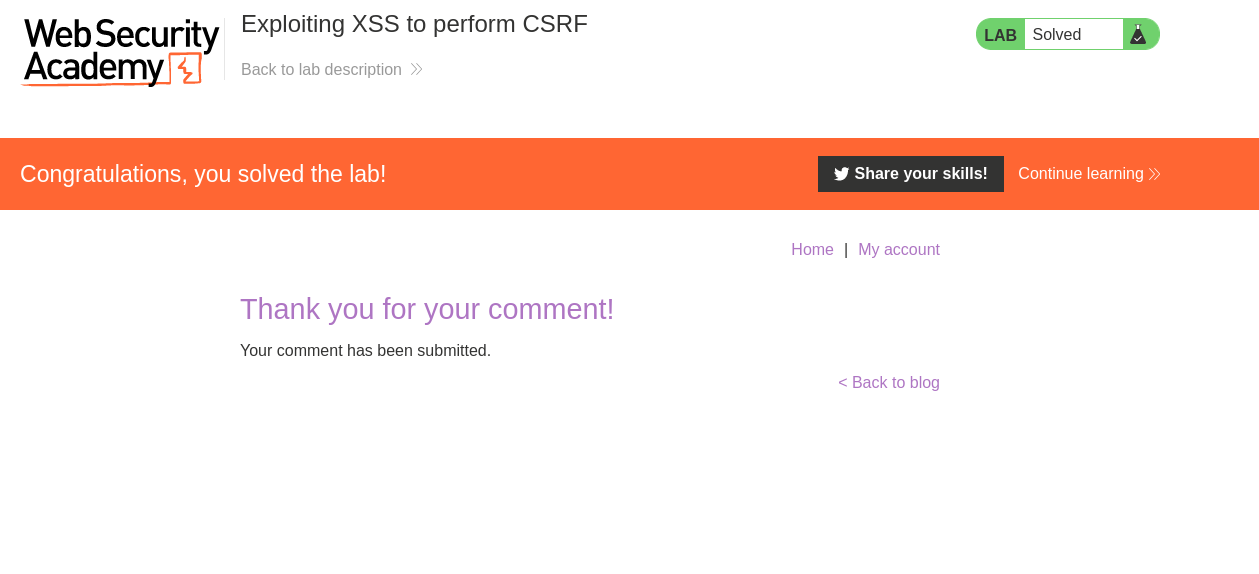 Web Security
Academy
Exploiting XSS to perform CSRF
Back to lab description
LAB Solved
Congratulations, you solved the lab!
Share your skills!
Continue learning
Home | My account
Thank you for your comment!
Your comment has been submitted.
< Back to blog